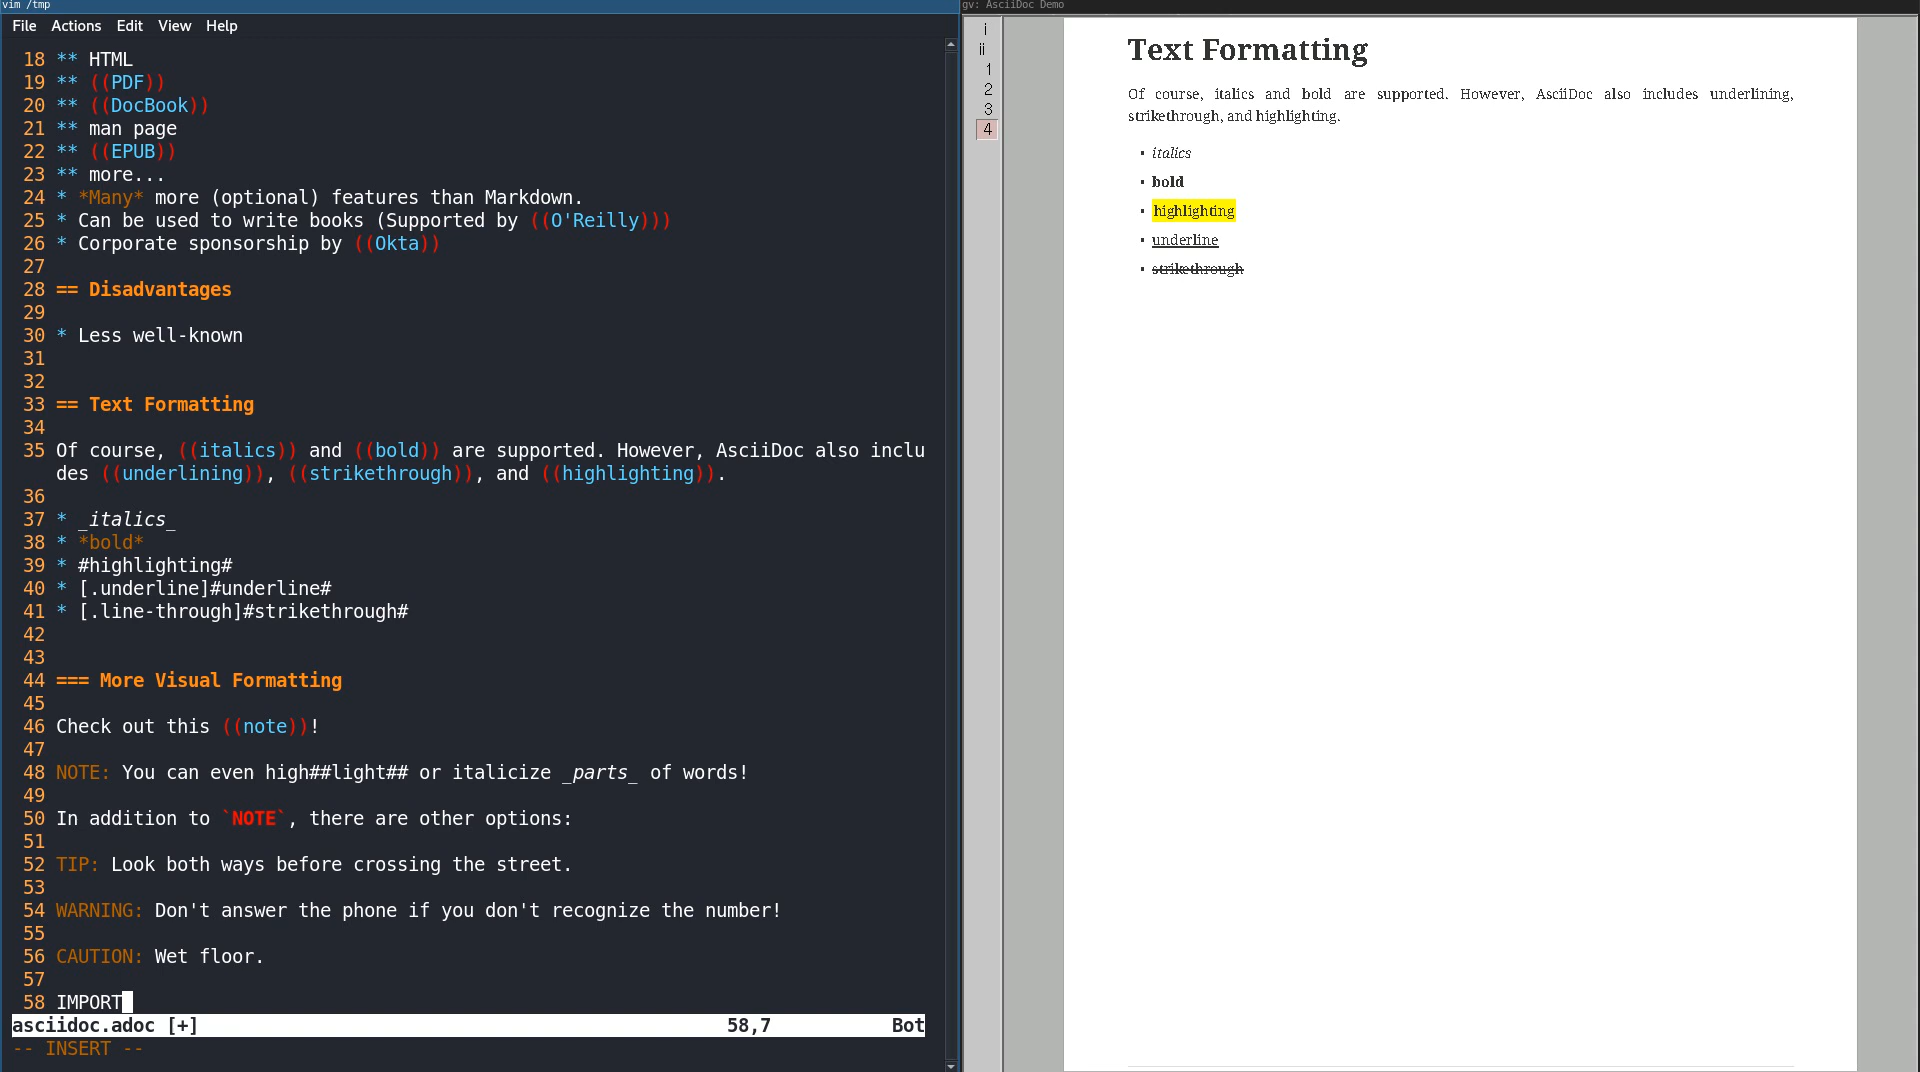 vim /tmp
File Actions Edit View Help
18 ** HTML
19 ** ((PDF))
20 ** ((DocBook))
21 ** man page
22 ** ((EPUB))
23 ** more...
24 * *Many* more (optional) features than Markdown.
25 * Can be used to write books (Supported by ((O'Reilly)))
26 * Corporate sponsorship by ((Okta))
27
28 == Disadvantages
29
30 * Less well-known
31
32
33 == Text Formatting
34
35 Of course, ((italics)) and ((bold)) are supported. However, AsciiDoc also inclu
des ((underlining)), ((strikethrough)), and ((highlighting)).
36
37 * _italics_
38 * *bold*
39 * #highlighting#
40 * [.underline]#underline#
41 * [.line-through]#strikethrough#
42
43
44 === More Visual Formatting
45
46 Check out this ((note))!
47
48 NOTE: You can even high##light## or italicize _parts_ of words!
49
50 In addition to `NOTE`, there are other options:
51
52 TIP: Look both ways before crossing the street.
53
54 WARNING: Don't answer the phone if you don't recognize the number!
55
56 CAUTION: Wet floor.
57
58 IMPORT
asciidoc.adoc [+] 58,7 Bot
-- INSERT --
gv: AsciiDoc Demo
i
ii
1
2
3
4
Text Formatting
Of course, italics and bold are supported. However, AsciiDoc also includes underlining,
strikethrough, and highlighting.
▪ italics
▪ bold
▪ highlighting
▪ underline
▪ strikethrough